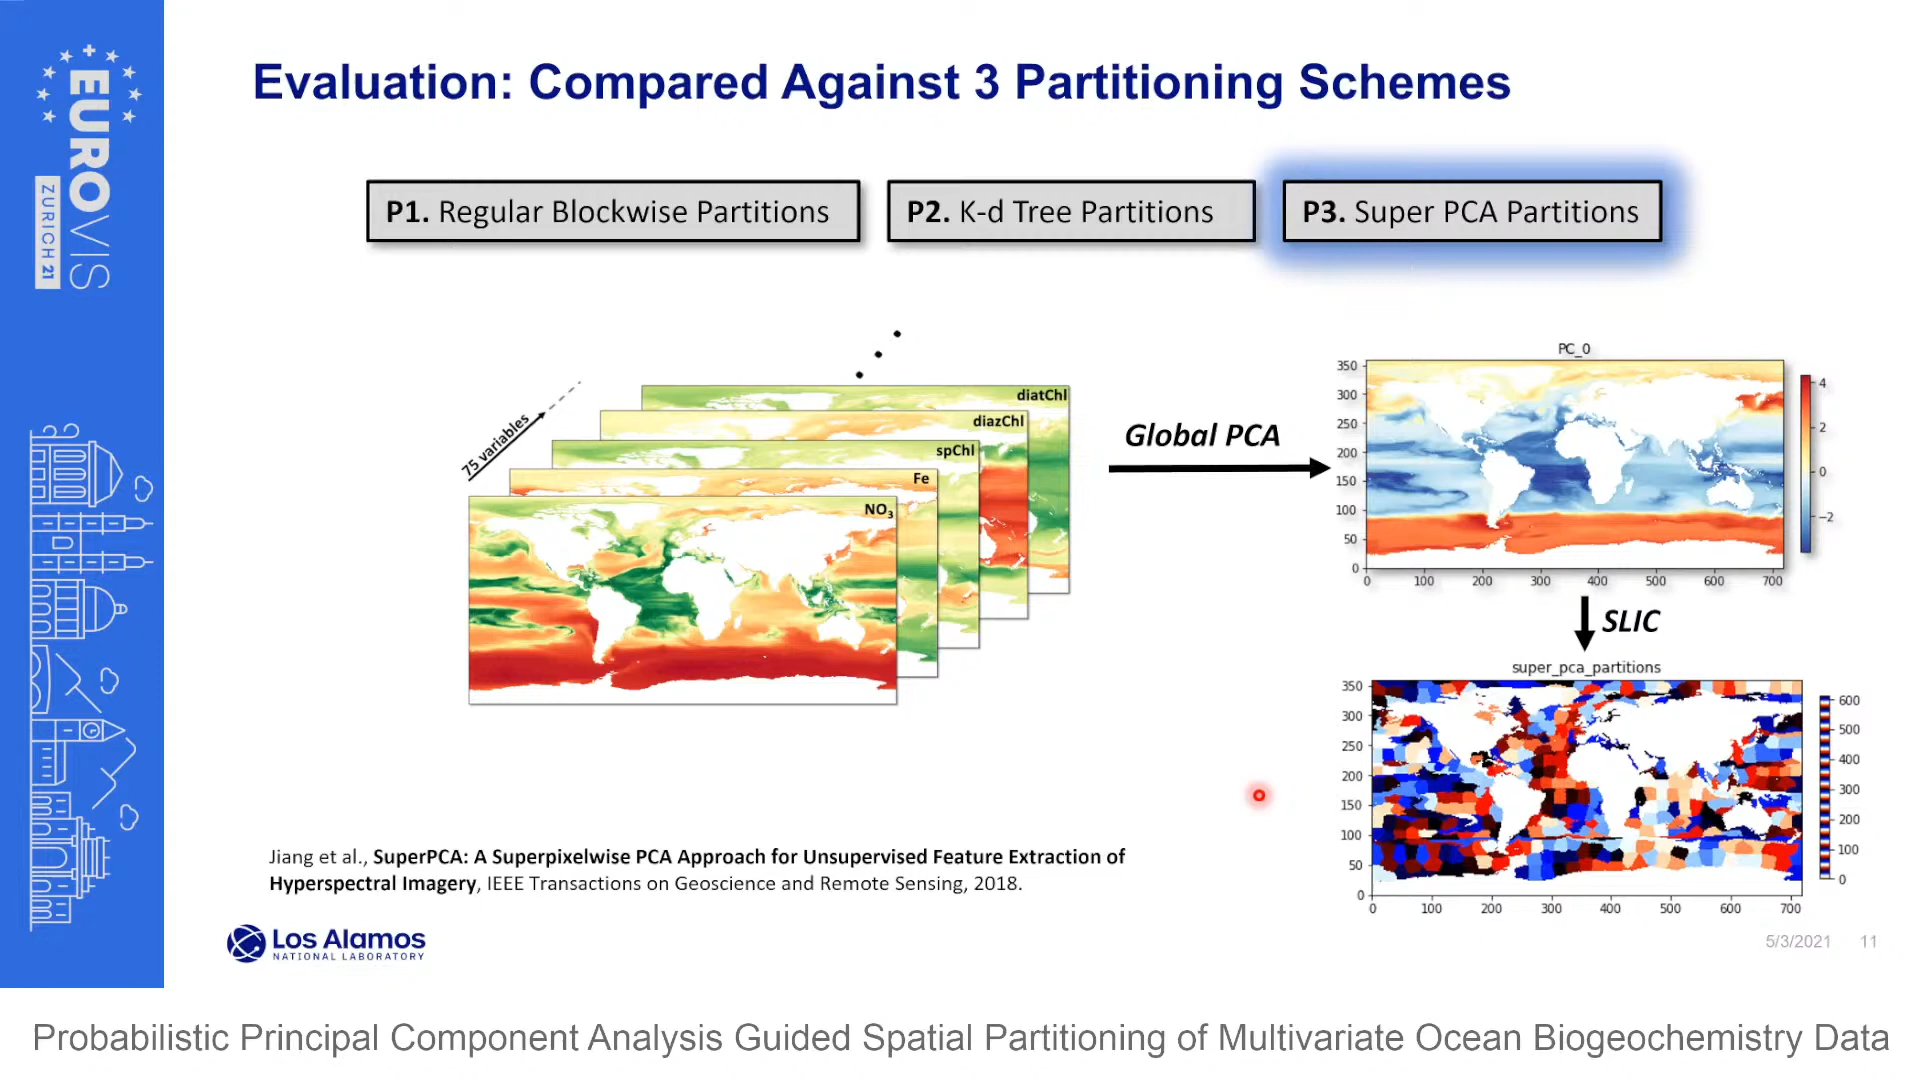 EUROVIS
ZURICH 21
Evaluation: Compared Against 3 Partitioning Schemes
P1. Regular Blockwise Partitions
P2. K-d Tree Partitions
P3. Super PCA Partitions
75 variables
diatChl
diazChl
spChl
Fe
NO₃
Global PCA
PC_0
350
300
250
200
150
100
50
0
0 100 200 300 400 500 600 700
4
2
0
−2
SLIC
super_pca_partitions
350
300
250
200
150
100
50
0
0 100 200 300 400 500 600 700
600
500
400
300
200
100
0
Jiang et al., SuperPCA: A Superpixelwise PCA Approach for Unsupervised Feature Extraction of
Hyperspectral Imagery, IEEE Transactions on Geoscience and Remote Sensing, 2018.
Los Alamos
NATIONAL LABORATORY
5/3/2021 11
Probabilistic Principal Component Analysis Guided Spatial Partitioning of Multivariate Ocean Biogeochemistry Data